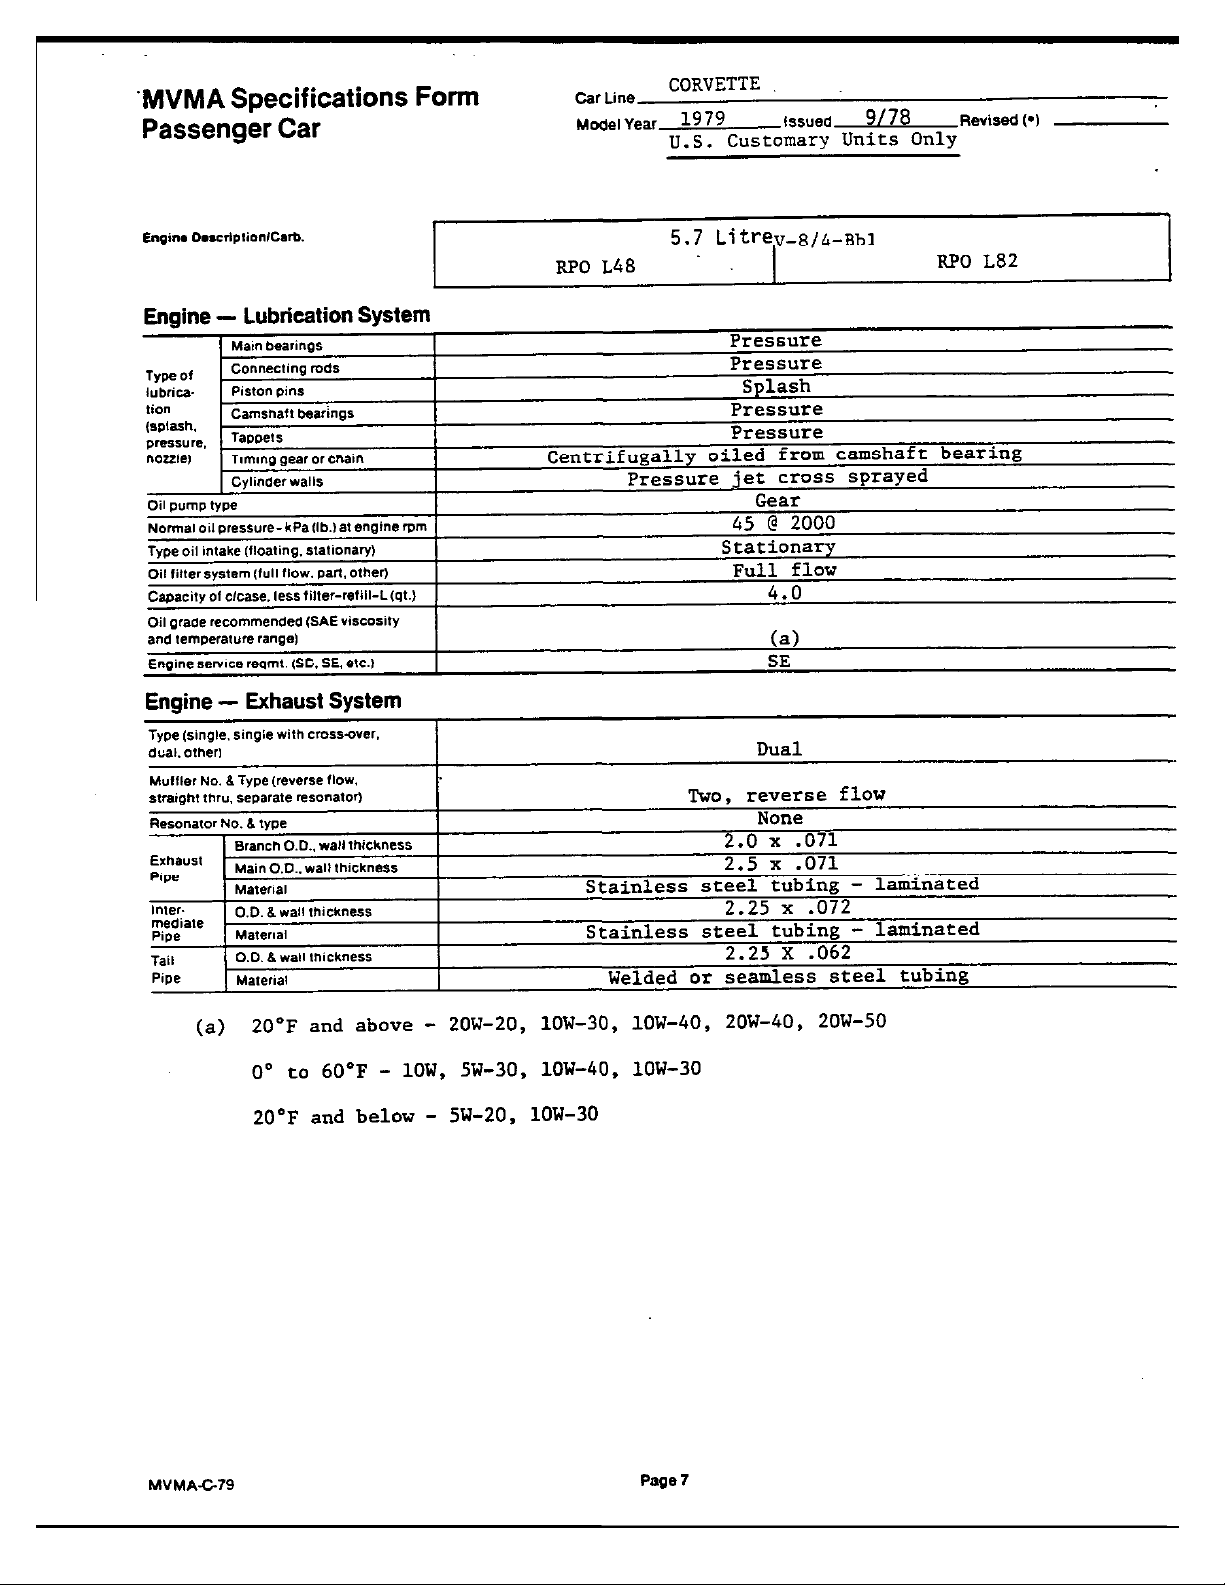 MVMA Specifications Form
Passenger Car
Car Line CORVETTE
Model Year 1979 Issued 9/78 Revised (•)
U.S. Customary Units Only
Engine Description/Carb.
5.7 Litre V-8/4-Bbl
RPO L48 RPO L82
Engine — Lubrication System
Type of lubrica- tion (splash, pressure, nozzle)
Main bearings Pressure
Connecting rods Pressure
Piston pins Splash
Camshaft bearings Pressure
Tappets Pressure
Timing gear or chain Centrifugally oiled from camshaft bearing
Cylinder walls Pressure jet cross sprayed
Oil pump type Gear
Normal oil pressure - kPa (lb.) at engine rpm 45 @ 2000
Type oil intake (floating, stationary) Stationary
Oil filter system (full flow, part, other) Full flow
Capacity of c/case, less filter-refill-L (qt.) 4.0
Oil grade recommended (SAE viscosity
and temperature range) (a)
Engine service reqmt. (SD, SE, etc.) SE
Engine — Exhaust System
Type (single, single with cross-over,
dual, other) Dual
Muffler No. & Type (reverse flow,
straight thru, separate resonator) Two, reverse flow
Resonator No. & type None
Exhaust Pipe
Branch O.D., wall thickness 2.0 x .071
Main O.D., wall thickness 2.5 x .071
Material Stainless steel tubing - laminated
Inter- mediate Pipe
O.D. & wall thickness 2.25 x .072
Material Stainless steel tubing - laminated
Tail Pipe
O.D. & wall thickness 2.25 X .062
Material Welded or seamless steel tubing
(a) 20°F and above - 20W-20, 10W-30, 10W-40, 20W-40, 20W-50
0° to 60°F - 10W, 5W-30, 10W-40, 10W-30
20°F and below - 5W-20, 10W-30
MVMA-C-79
Page 7